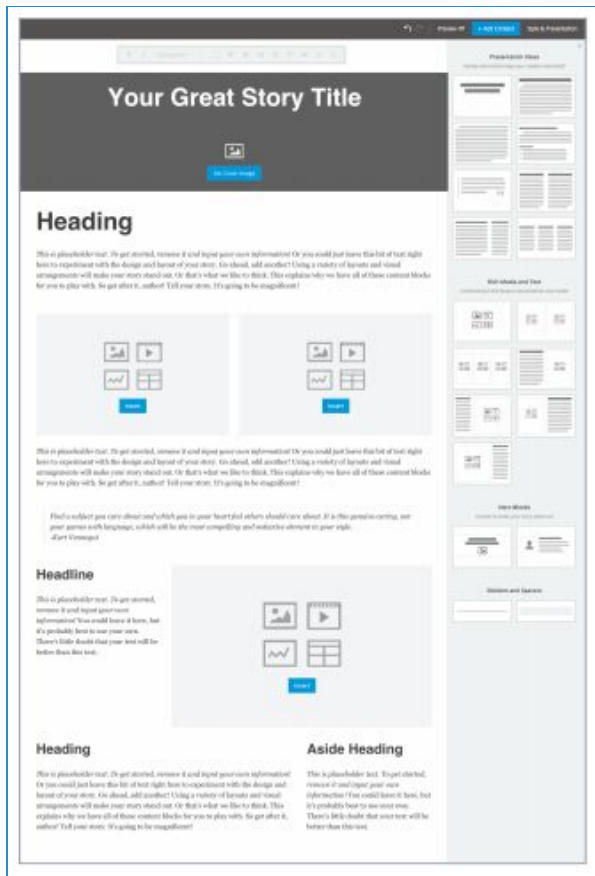 Preview Off + Add Content Style & Presentation
Your Great Story Title
Set Cover Image
Heading
This is placeholder text. To get started, remove it and input your own information! Or you could just leave this bit of text right
here to experiment with the design and layout of your story. Go ahead, add another! Using a variety of layouts and visual
arrangements will make your story stand out. Or that's what we like to think. This explains why we have all of these content blocks
for you to play with. So get after it, author! Tell your story. It's going to be magnificent!
Insert
Insert
This is placeholder text. To get started, remove it and input your own information! Or you could just leave this bit of text right
here to experiment with the design and layout of your story. Go ahead, add another! Using a variety of layouts and visual
arrangements will make your story stand out. Or that's what we like to think. This explains why we have all of these content blocks
for you to play with. So get after it, author! Tell your story. It's going to be magnificent!
Find a subject you care about and which you in your heart feel others should care about. It is this genuine caring, not
your games with language, which will be the most compelling and seductive element in your style.
-Kurt Vonnegut
Headline
This is placeholder text. To get started,
remove it and input your own
information! You could leave it here, but
it's probably best to use your own.
There's little doubt that your text will be
better than this text.
Insert
Heading
This is placeholder text. To get started, remove it and input your own information!
Or you could just leave this bit of text right here to experiment with the design and
layout of your story. Go ahead, add another! Using a variety of layouts and visual
arrangements will make your story stand out. Or that's what we like to think. This
explains why we have all of these content blocks for you to play with. So get after it,
author! Tell your story. It's going to be magnificent!
Aside Heading
This is placeholder text. To get started,
remove it and input your own
information! You could leave it here, but
it's probably best to use your own.
There's little doubt that your text will be
better than this text.
Presentation Ideas
Rich Media and Text
Hero Blocks
Dividers and Spacers